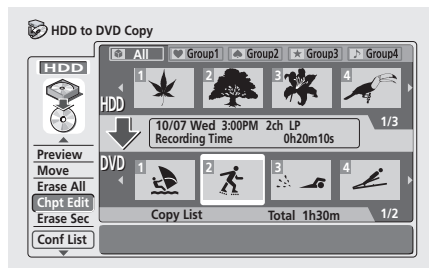 HDD to DVD Copy
All Group1 Group2 Group3 Group4
HDD
1 2 3 4
HDD
1/3
10/07 Wed 3:00PM 2ch LP
Recording Time 0h20m10s
Preview
Move
Erase All
Chpt Edit
Erase Sec
Conf List
DVD
1 2 3 4
Copy List Total 1h30m 1/2